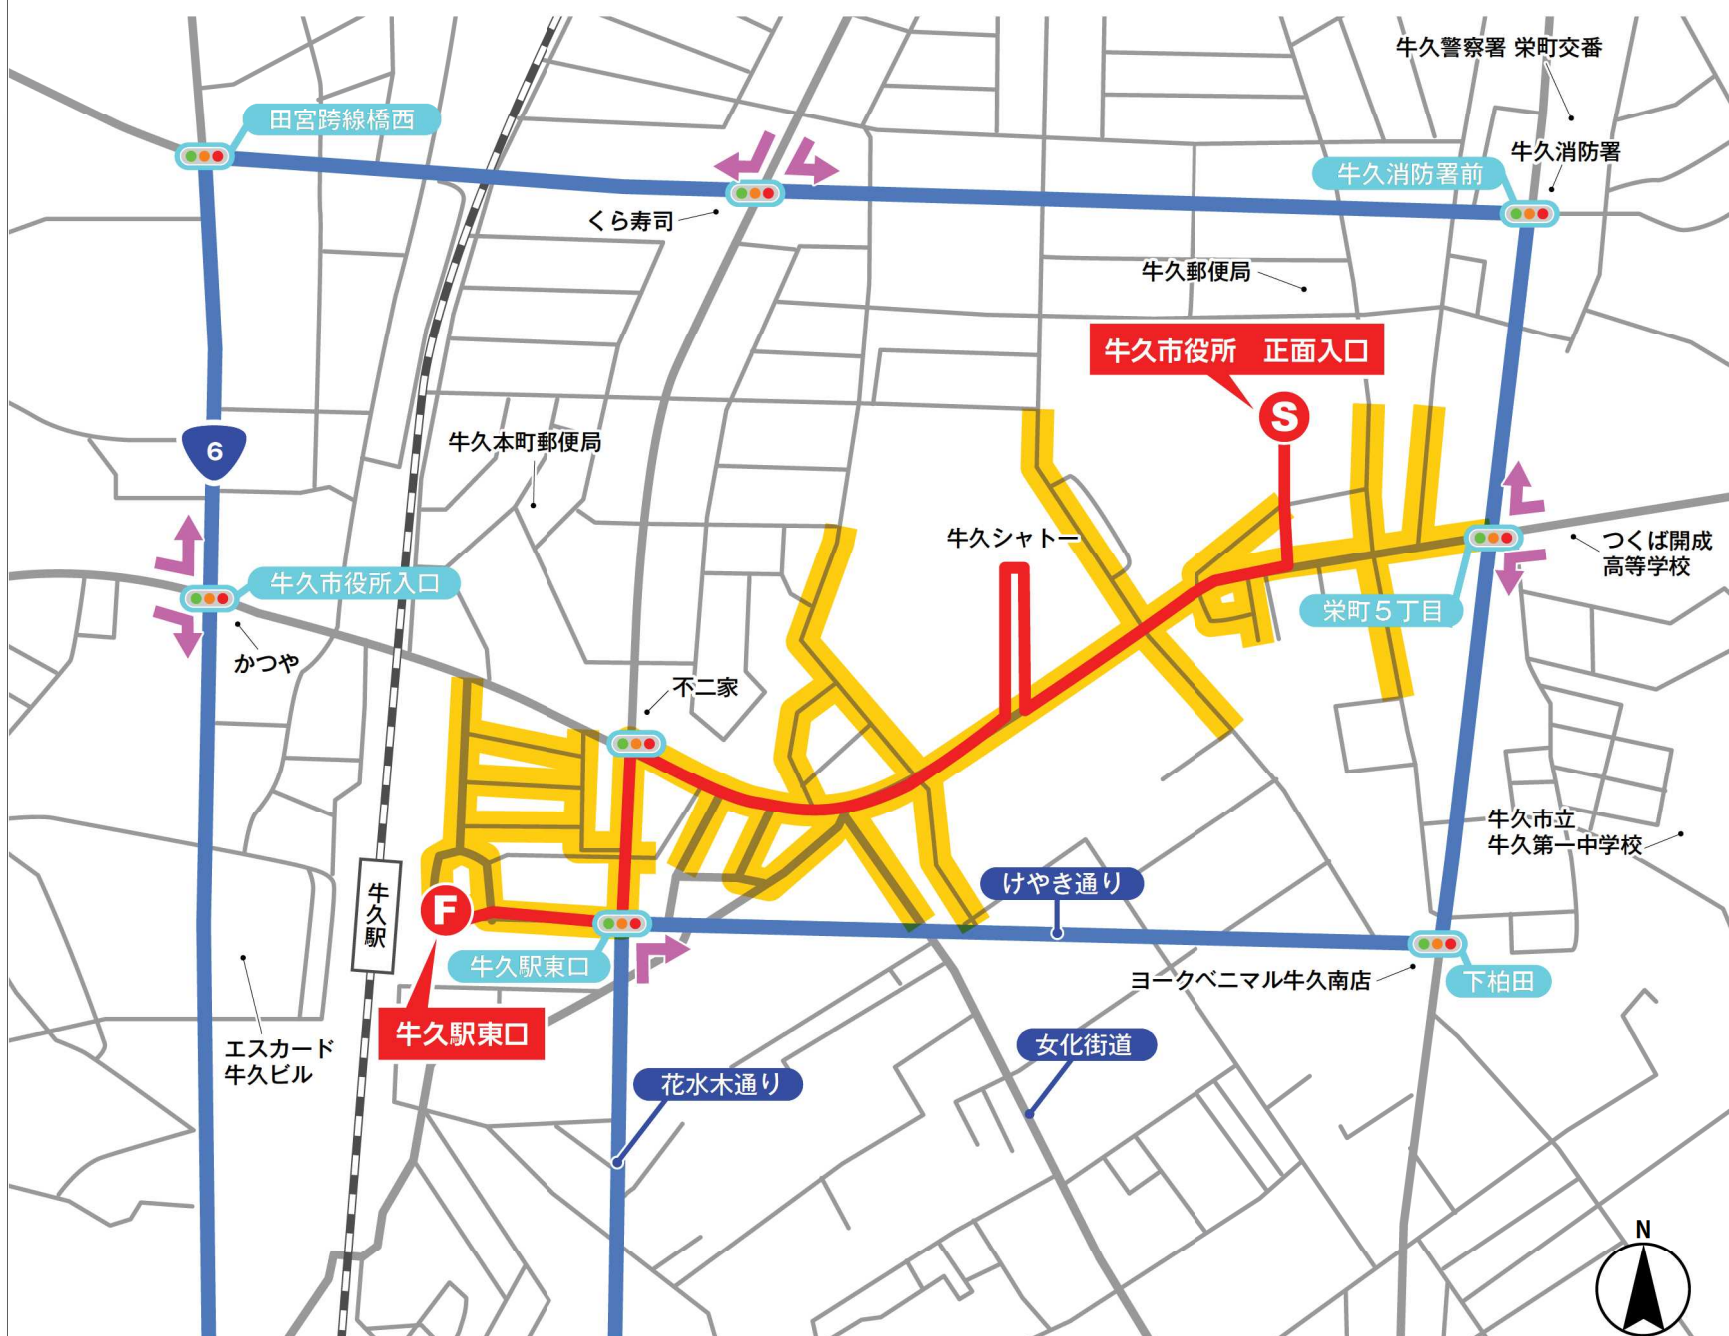 牛久警察署 栄町交番
田宮跨線橋西
牛久消防署
牛久消防署前
くら寿司
牛久郵便局
牛久市役所 正面入口
S
6
牛久本町郵便局
牛久シャトー
つくば開成
高等学校
牛久市役所入口
栄町5丁目
かつや
不二家
牛久市立
牛久第一中学校
けやき通り
牛久駅
F
牛久駅東口
ヨークベニマル牛久南店
下柏田
牛久駅東口
エスカード
牛久ビル
女化街道
花水木通り
N